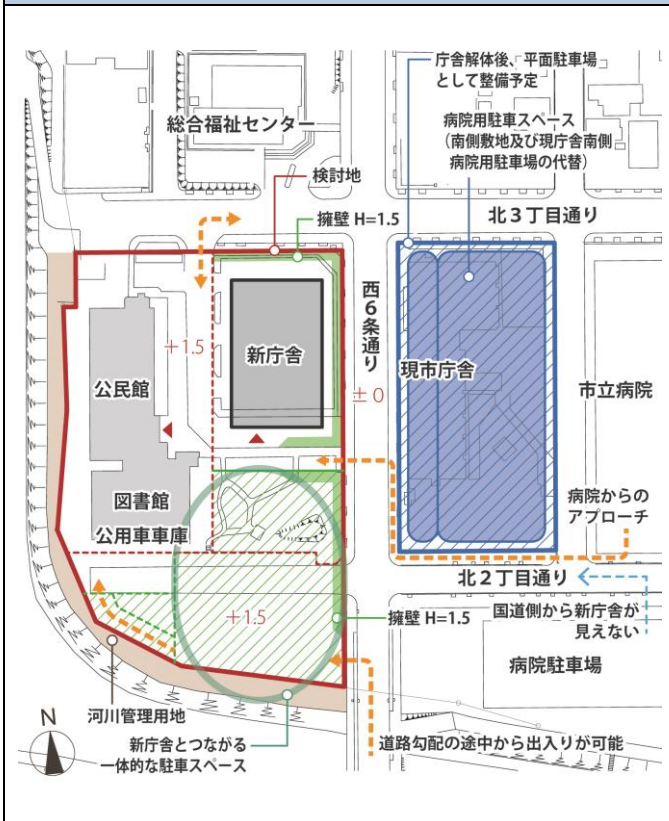 庁舎解体後、平面駐車場
として整備予定
病院用駐車スペース
（南側敷地及び現庁舎南側
病院用駐車場の代替）
総合福祉センター
検討地
擁壁 H=1.5
北３丁目通り
西６条通り
新庁舎
+1.5
±0
公民館
現市庁舎
市立病院
図書館
公用車車庫
病院からの
アプローチ
北２丁目通り
+1.5
擁壁 H=1.5
国道側から新庁舎が
見えない
病院駐車場
N
河川管理用地
新庁舎とつながる
一体的な駐車スペース
道路勾配の途中から出入りが可能